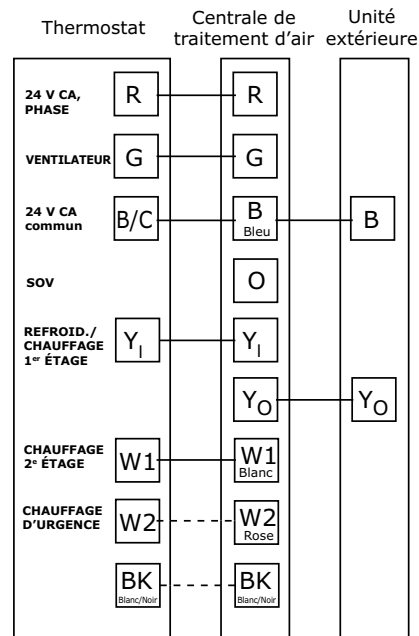 Thermostat
Centrale de
traitement d'air
Unité
extérieure
24 V CA,
PHASE
R
R
VENTILATEUR
G
G
24 V CA
commun
B/C
B
Bleu
B
SOV
O
REFROID./
CHAUFFAGE
1er ÉTAGE
YI
YI
YO
YO
CHAUFFAGE
2e ÉTAGE
W1
W1
Blanc
CHAUFFAGE
D'URGENCE
W2
W2
Rose
BK
Blanc/Noir
BK
Blanc/Noir